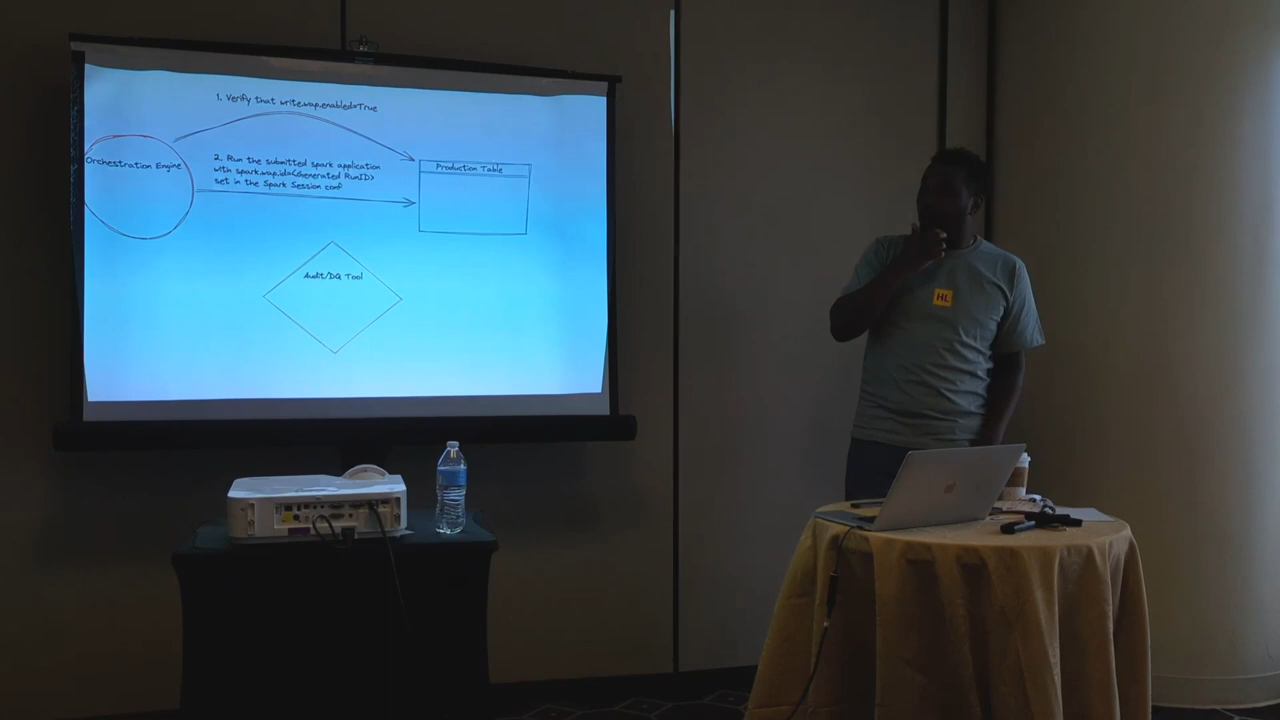 1. Verify that write.wap.enabled=True
Orchestration Engine
2. Run the submitted spark application
with spark.wap.id=<Generated RunID>
set in the Spark Session conf
Production Table
Audit/DQ Tool
HL